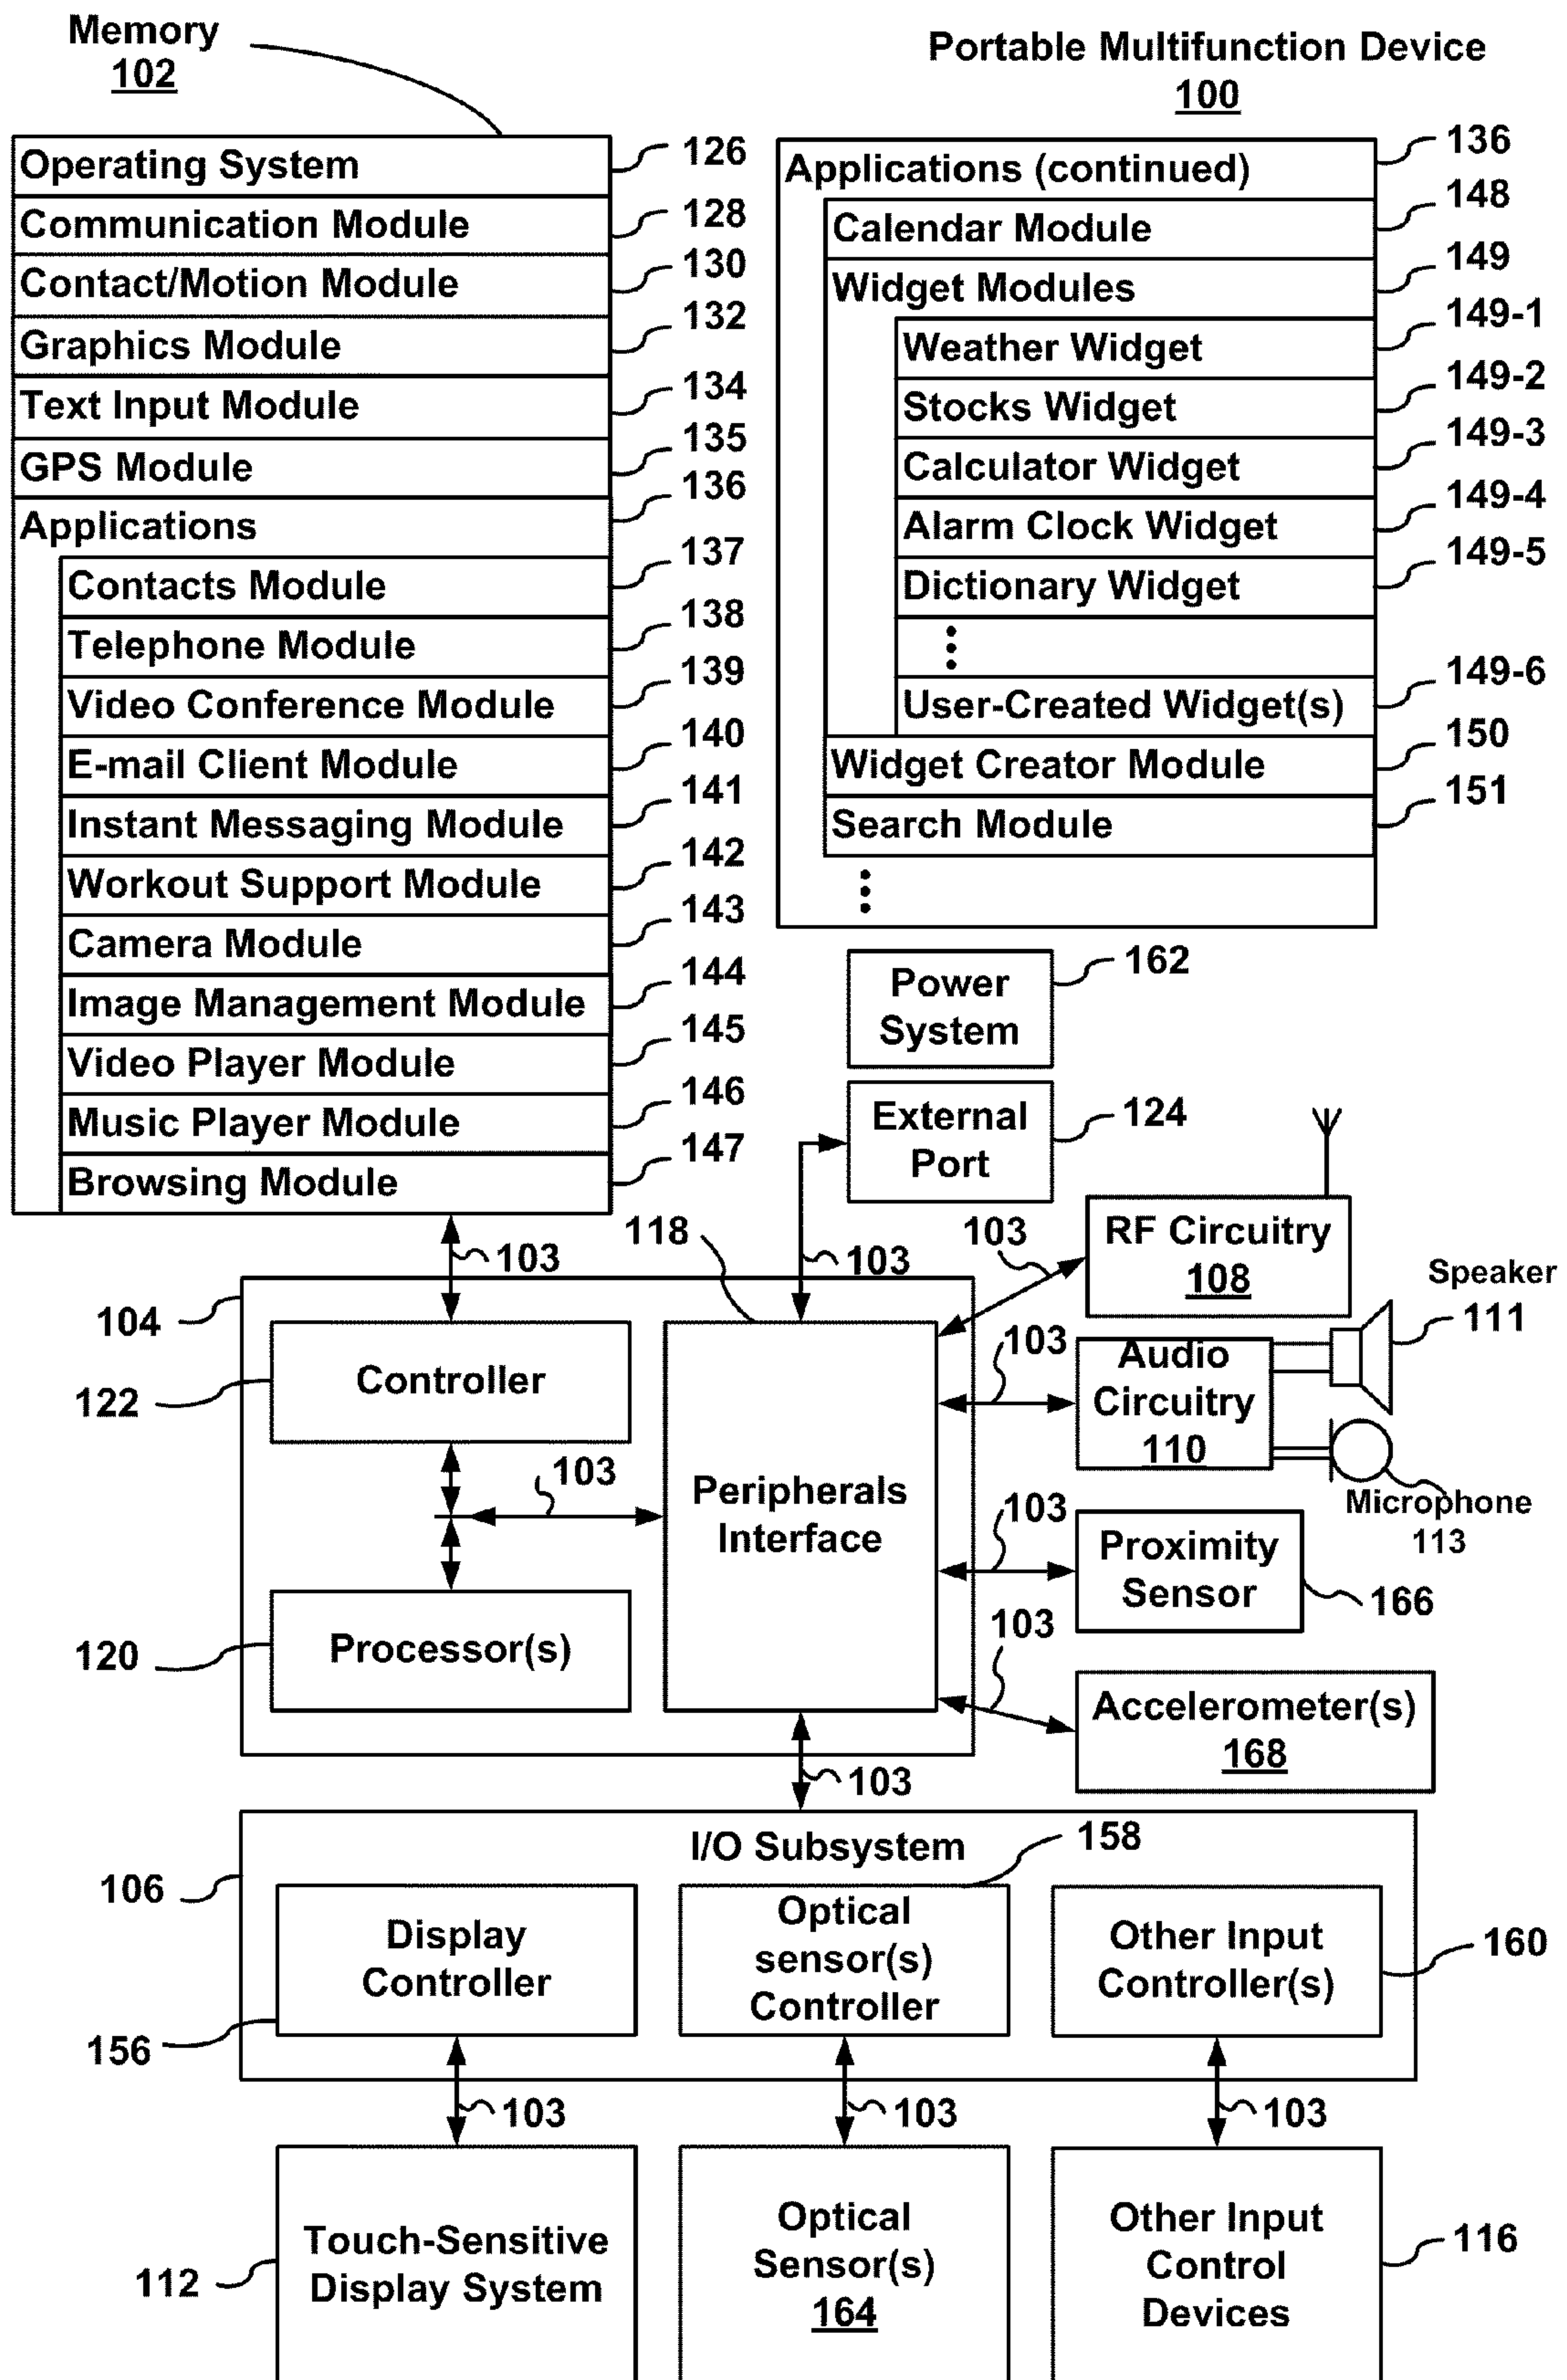 Memory
102
Portable Multifunction Device
100
Operating System
126
Communication Module
128
Contact/Motion Module
130
Graphics Module
132
Text Input Module
134
GPS Module
135
Applications
136
Contacts Module
137
Telephone Module
138
Video Conference Module
139
E-mail Client Module
140
Instant Messaging Module
141
Workout Support Module
142
Camera Module
143
Image Management Module
144
Video Player Module
145
Music Player Module
146
Browsing Module
147
Applications (continued)
136
Calendar Module
148
Widget Modules
149
Weather Widget
149-1
Stocks Widget
149-2
Calculator Widget
149-3
Alarm Clock Widget
149-4
Dictionary Widget
149-5
User-Created Widget(s)
149-6
Widget Creator Module
150
Search Module
151
Power
System
162
External
Port
124
103
118
103
103
RF Circuitry
108
Speaker
111
104
Controller
122
103
Peripherals
Interface
Processor(s)
120
103
Audio
Circuitry
110
Microphone
113
103
Proximity
Sensor
166
103
Accelerometer(s)
168
103
I/O Subsystem
106
158
Display
Controller
156
Optical
sensor(s)
Controller
Other Input
Controller(s)
160
103
103
103
Touch-Sensitive
Display System
112
Optical
Sensor(s)
164
Other Input
Control
Devices
116